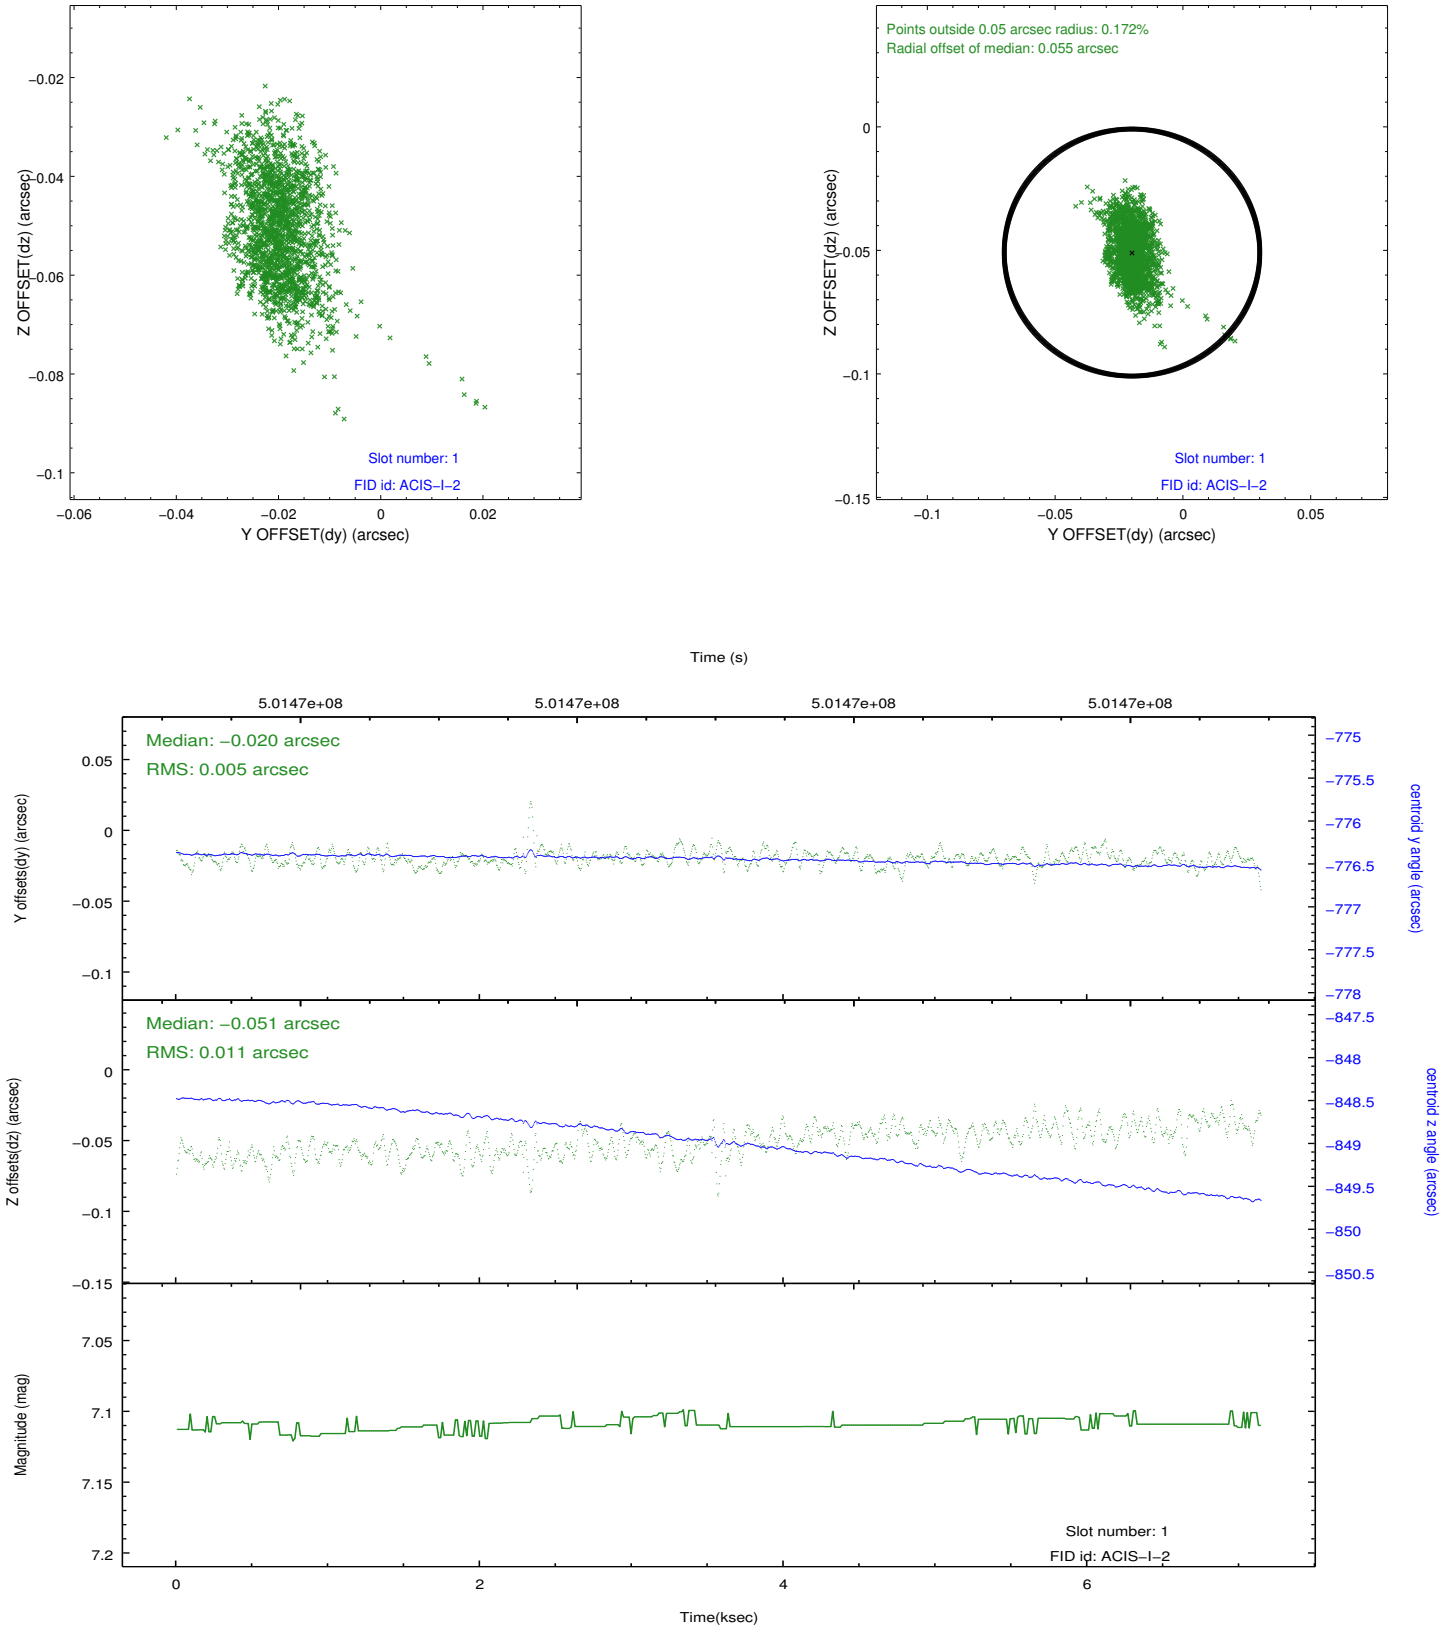 −0.02
−0.04
−0.06
−0.08
−0.1
Z OFFSET(dz) (arcsec)
−0.06
−0.04
−0.02
0
0.02
Y OFFSET(dy) (arcsec)
Slot number: 1
FID id: ACIS−I−2
Points outside 0.05 arcsec radius: 0.172%
Radial offset of median: 0.055 arcsec
0
−0.05
−0.1
−0.15
Z OFFSET(dz) (arcsec)
−0.1
−0.05
0
0.05
Y OFFSET(dy) (arcsec)
Slot number: 1
FID id: ACIS−I−2
Time (s)
5.0147e+08
5.0147e+08
5.0147e+08
5.0147e+08
Median: −0.020 arcsec
RMS: 0.005 arcsec
0.05
0
−0.05
−0.1
Y offsets(dy) (arcsec)
−775
−775.5
−776
−776.5
−777
−777.5
−778
centroid y angle (arcsec)
Median: −0.051 arcsec
RMS: 0.011 arcsec
0
−0.05
−0.1
−0.15
Z offsets(dz) (arcsec)
−847.5
−848
−848.5
−849
−849.5
−850
−850.5
centroid z angle (arcsec)
7.05
7.1
7.15
7.2
Magnitude (mag)
Slot number: 1
FID id: ACIS−I−2
0
2
4
6
Time(ksec)